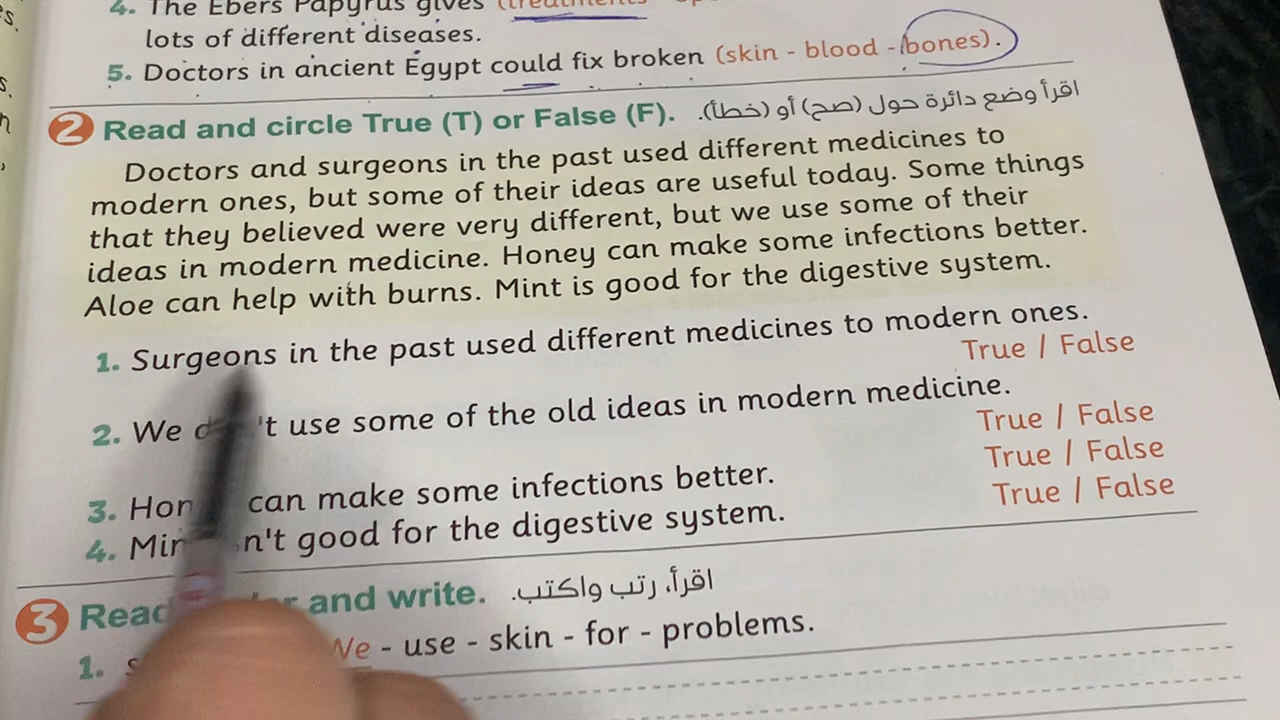 s.
4. The Ebers Papyrus gives (treatments -
lots of different diseases.
5. Doctors in ancient Egypt could fix broken (skin - blood - bones).
2 Read and circle True (T) or False (F). اقرأ وضع دائرة حول (صح) أو (خطأ).
Doctors and surgeons in the past used different medicines to
modern ones, but some of their ideas are useful today. Some things
that they believed were very different, but we use some of their
ideas in modern medicine. Honey can make some infections better.
Aloe can help with burns. Mint is good for the digestive system.
1. Surgeons in the past used different medicines to modern ones.
True / False
2. We 't use some of the old ideas in modern medicine.
True / False
3. Hon can make some infections better. True / False
4. Min n't good for the digestive system. True / False
3 Read and write. اقرأ، رتب واكتب.
1. s We - use - skin - for - problems.